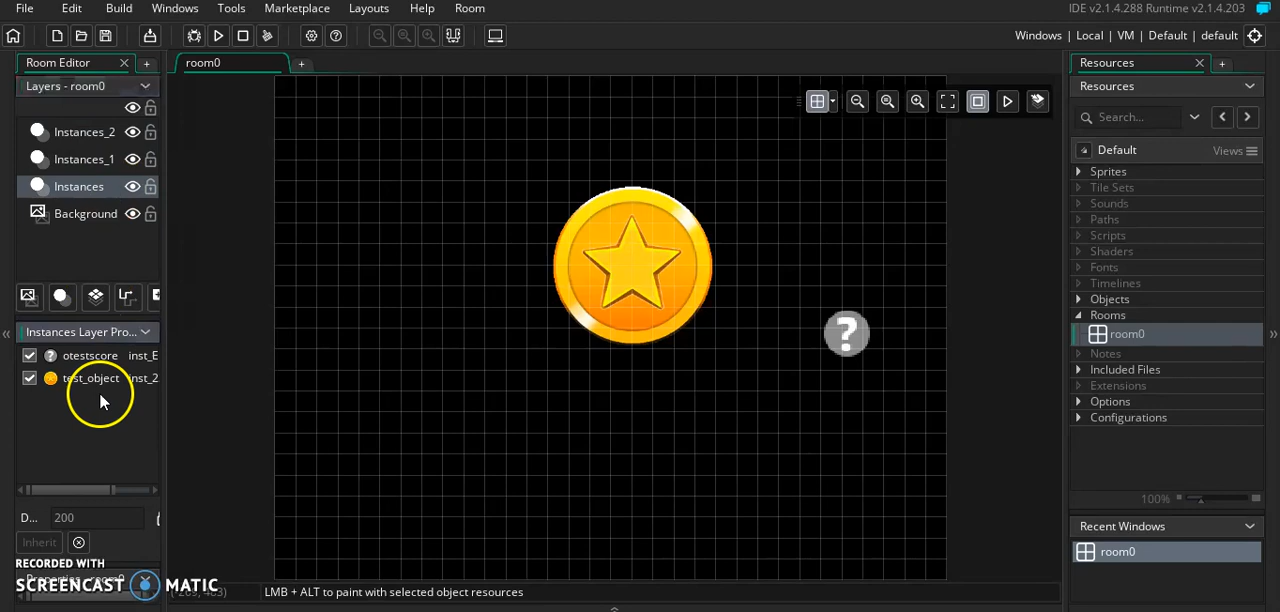 File Edit Build Windows Tools Marketplace Layouts Help Room IDE v2.1.4.288 Runtime v2.1.4.203
Windows | Local | VM | Default | default
Room Editor
room0
Resources
Layers - room0
Resources
Search...
Instances_2
Default Views
Instances_1
Sprites
Instances
Tile Sets
Sounds
Background
Paths
Scripts
Shaders
Fonts
Timelines
Objects
Rooms
Instances Layer Pro...
room0
otestscore inst_E
Notes
test_object inst_2
Included Files
Extensions
Options
Configurations
100%
D... 200
Recent Windows
Inherit
room0
RECORDED WITH
SCREENCAST MATIC
LMB + ALT to paint with selected object resources